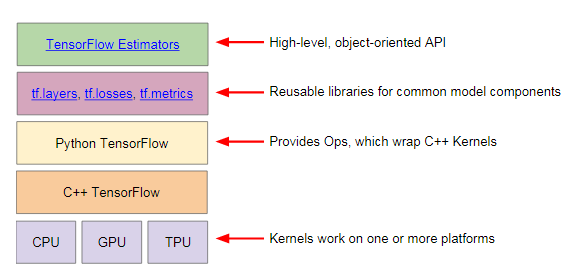 TensorFlow Estimators
High-level, object-oriented API
tf.layers, tf.losses, tf.metrics
Reusable libraries for common model components
Python TensorFlow
Provides Ops, which wrap C++ Kernels
C++ TensorFlow
CPU
GPU
TPU
Kernels work on one or more platforms